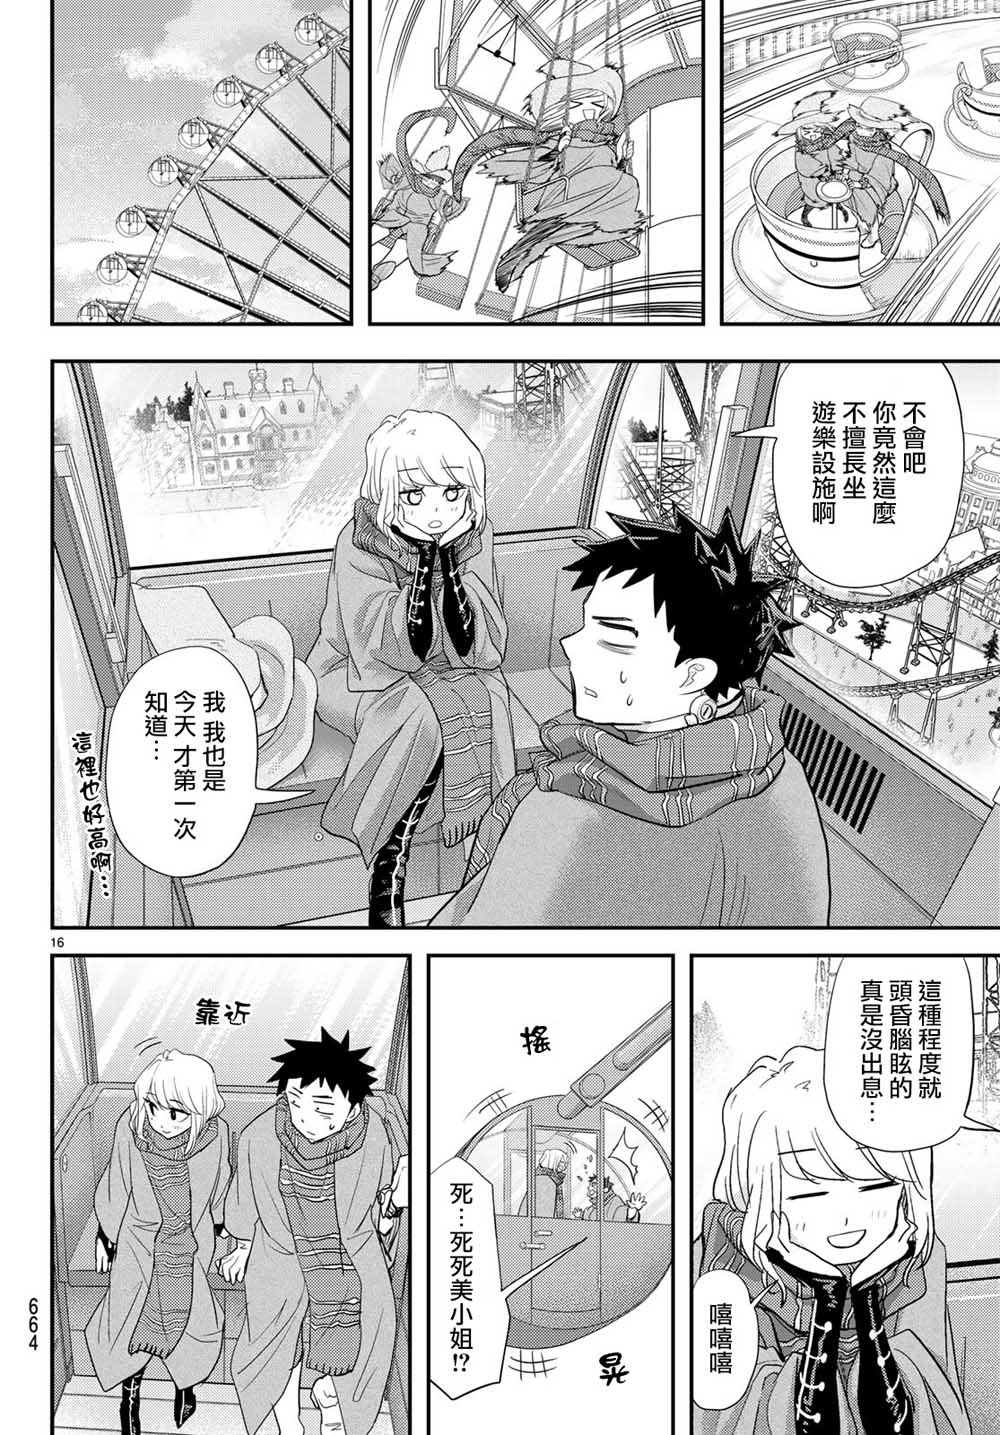 不會吧
你竟然這麼
不擅長坐
遊樂設施啊
我 我也是
今天 才第一次
知道…
這裡也好高啊…
16
這種程度就
頭昏腦眩的
真是沒出息…
嘻嘻嘻
搖
晃
死…死死美小姐!?
靠近
664